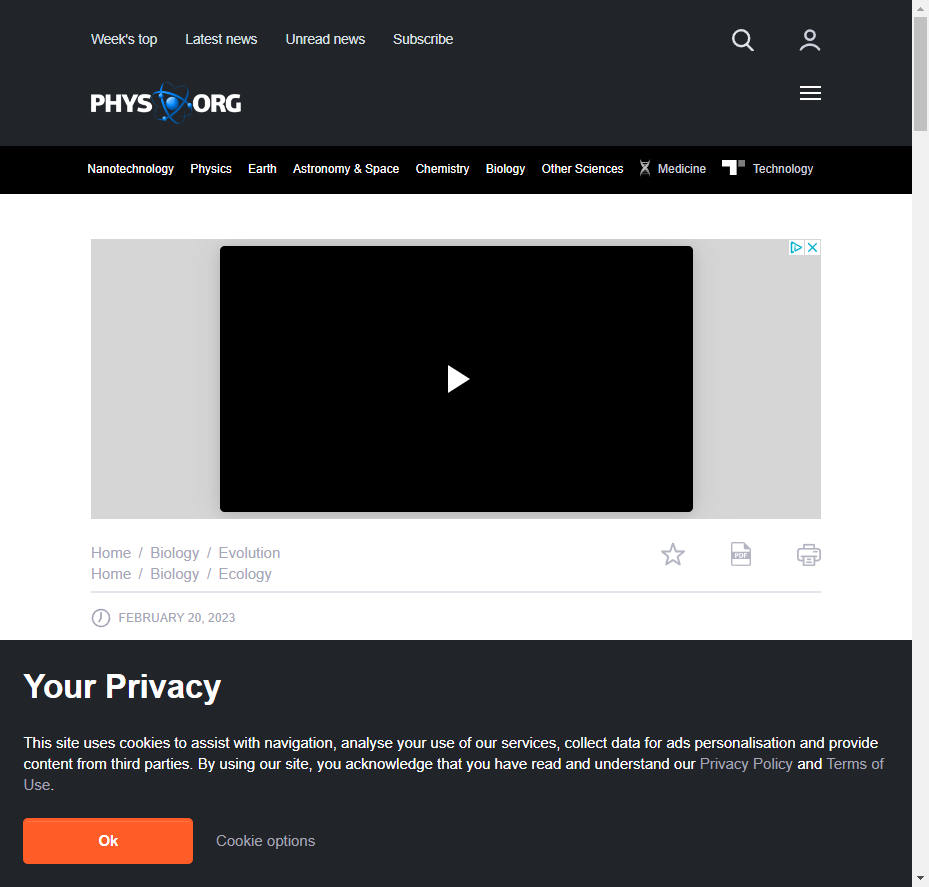 Week's top Latest news Unread news Subscribe
PHYS ORG
Nanotechnology Physics Earth Astronomy & Space Chemistry Biology Other Sciences Medicine Technology
Home / Biology / Evolution
Home / Biology / Ecology
PDF
FEBRUARY 20, 2023
Your Privacy
This site uses cookies to assist with navigation, analyse your use of our services, collect data for ads personalisation and provide
content from third parties. By using our site, you acknowledge that you have read and understand our Privacy Policy and Terms of
Use.
Ok Cookie options